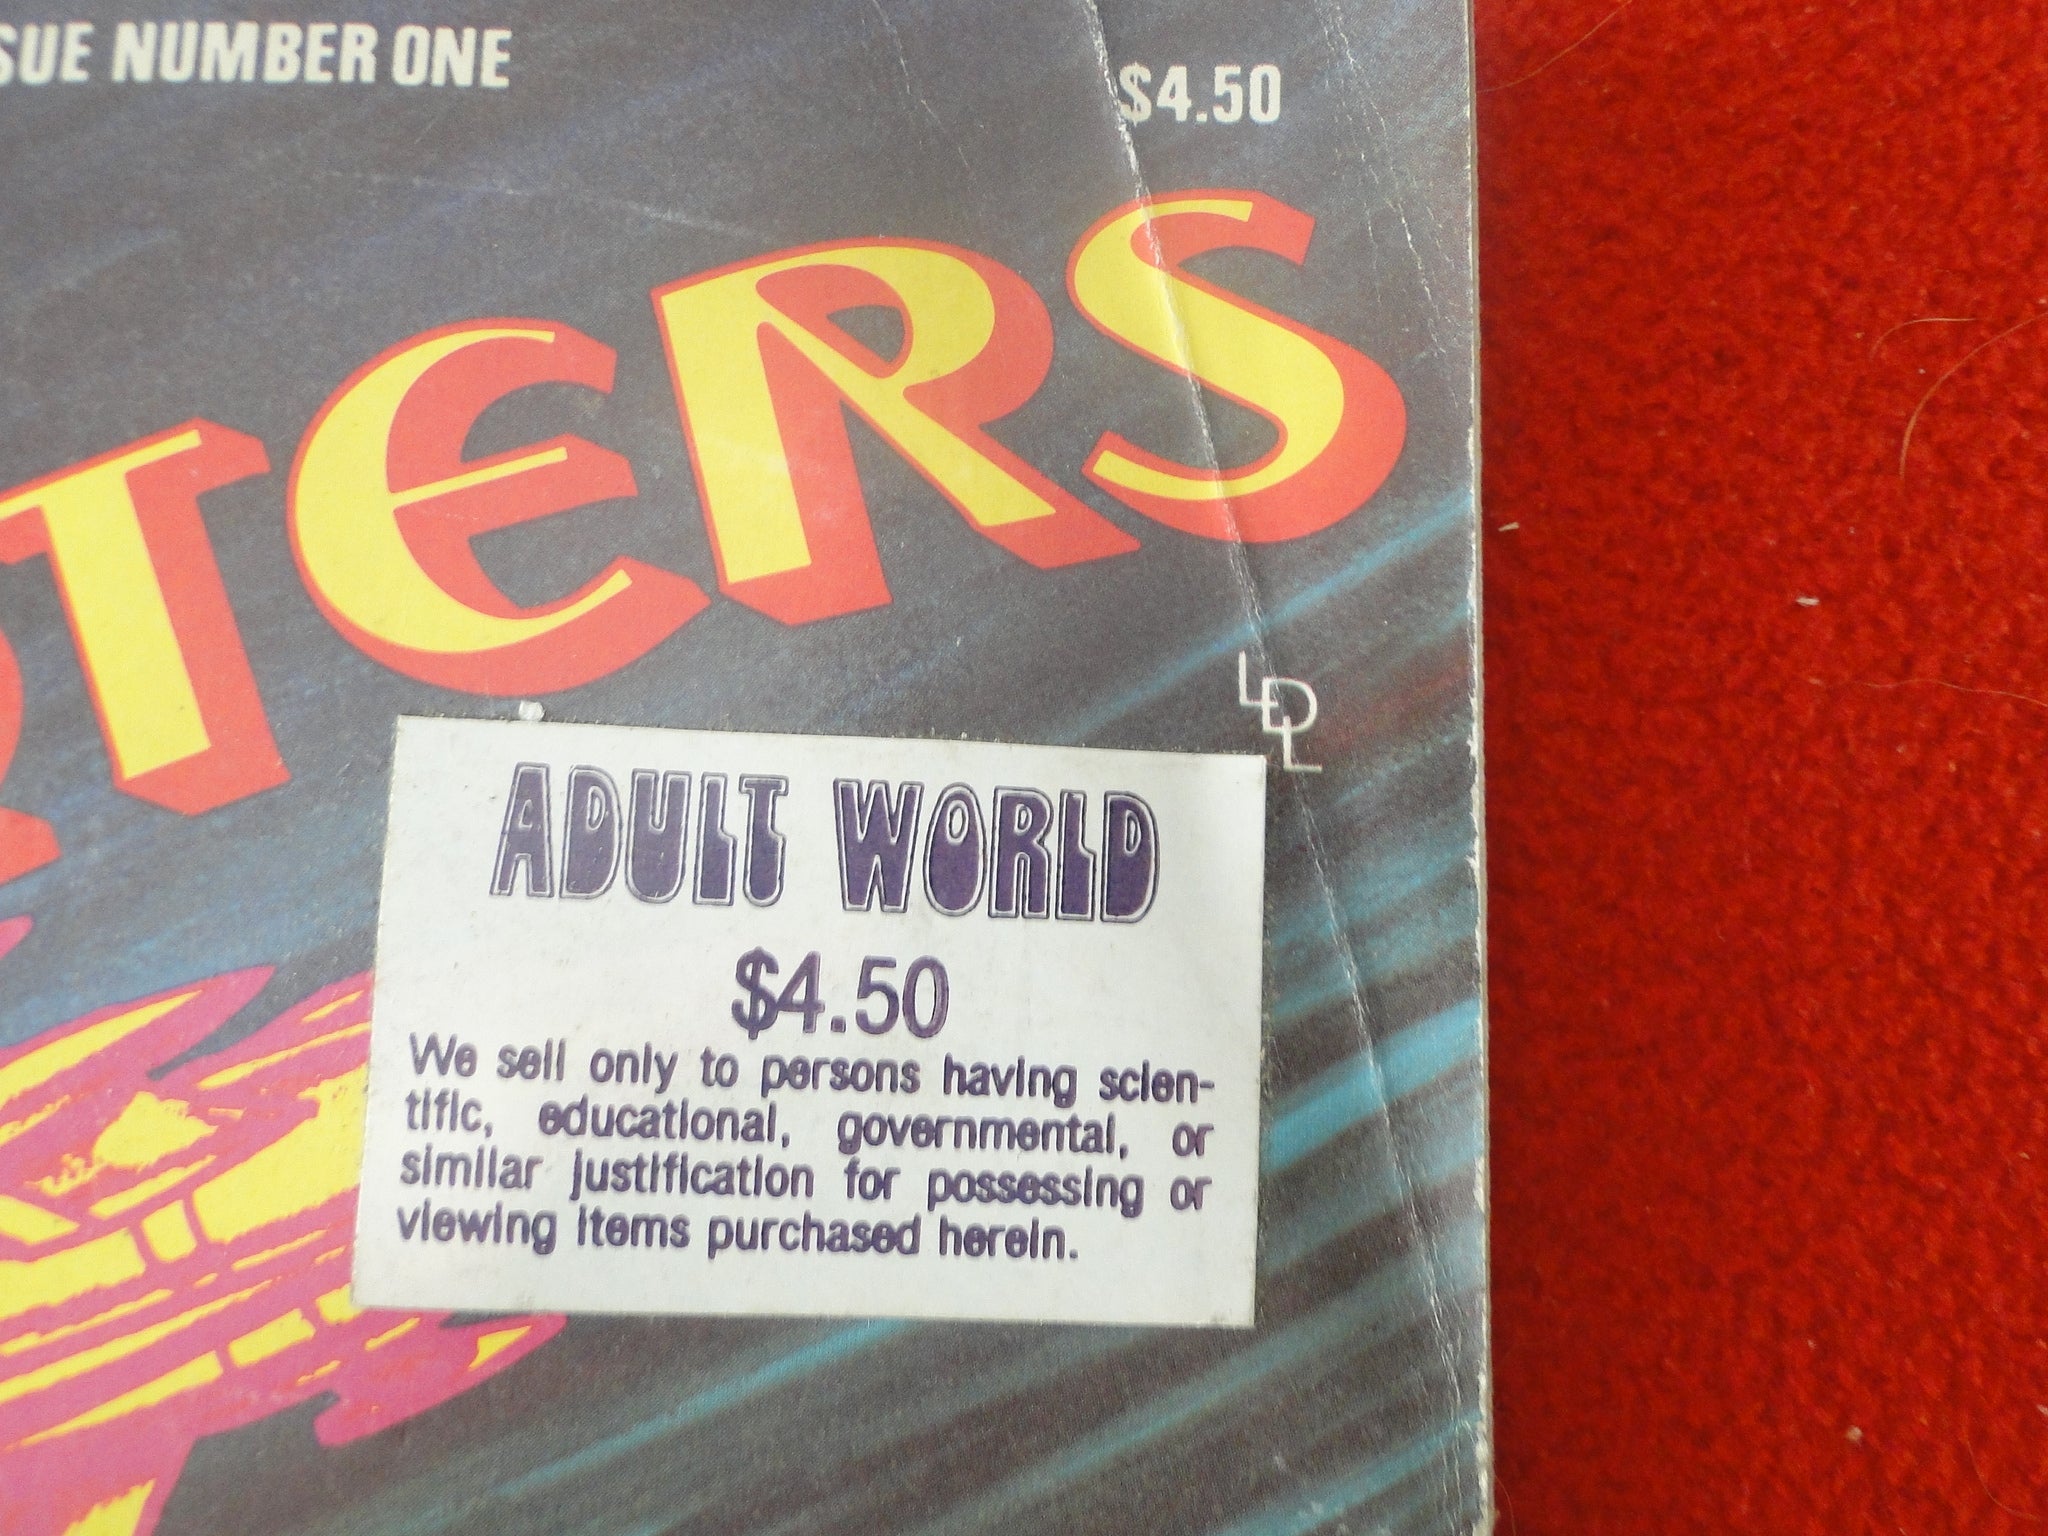 SUE NUMBER ONE
$4.50
TERS
LDL
ADULT WORLD
$4.50
We sell only to persons having scien-
tific, educational, governmental, or
similar justification for possessing or
viewing items purchased herein.